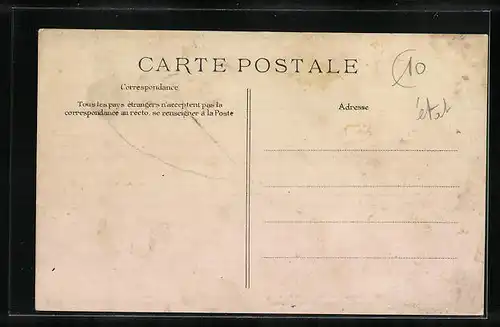 CARTE POSTALE
10
Correspondance
Tous les pays étrangers n'acceptent pas la
correspondance au recto, se renseigner à la Poste
Adresse
état